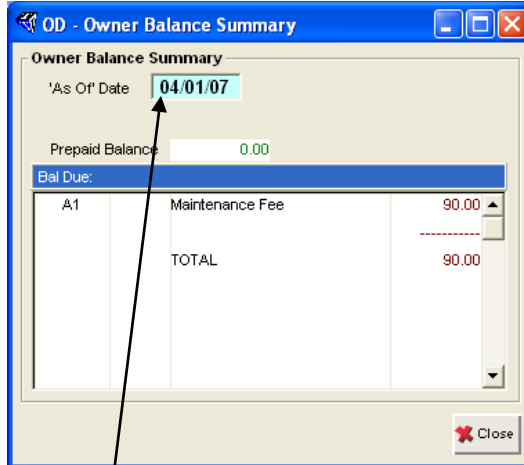 OD - Owner Balance Summary
Owner Balance Summary
'As Of' Date 04/01/07
Prepaid Balance 0.00
Bal Due:
A1 Maintenance Fee 90.00
-----------
TOTAL 90.00
Close